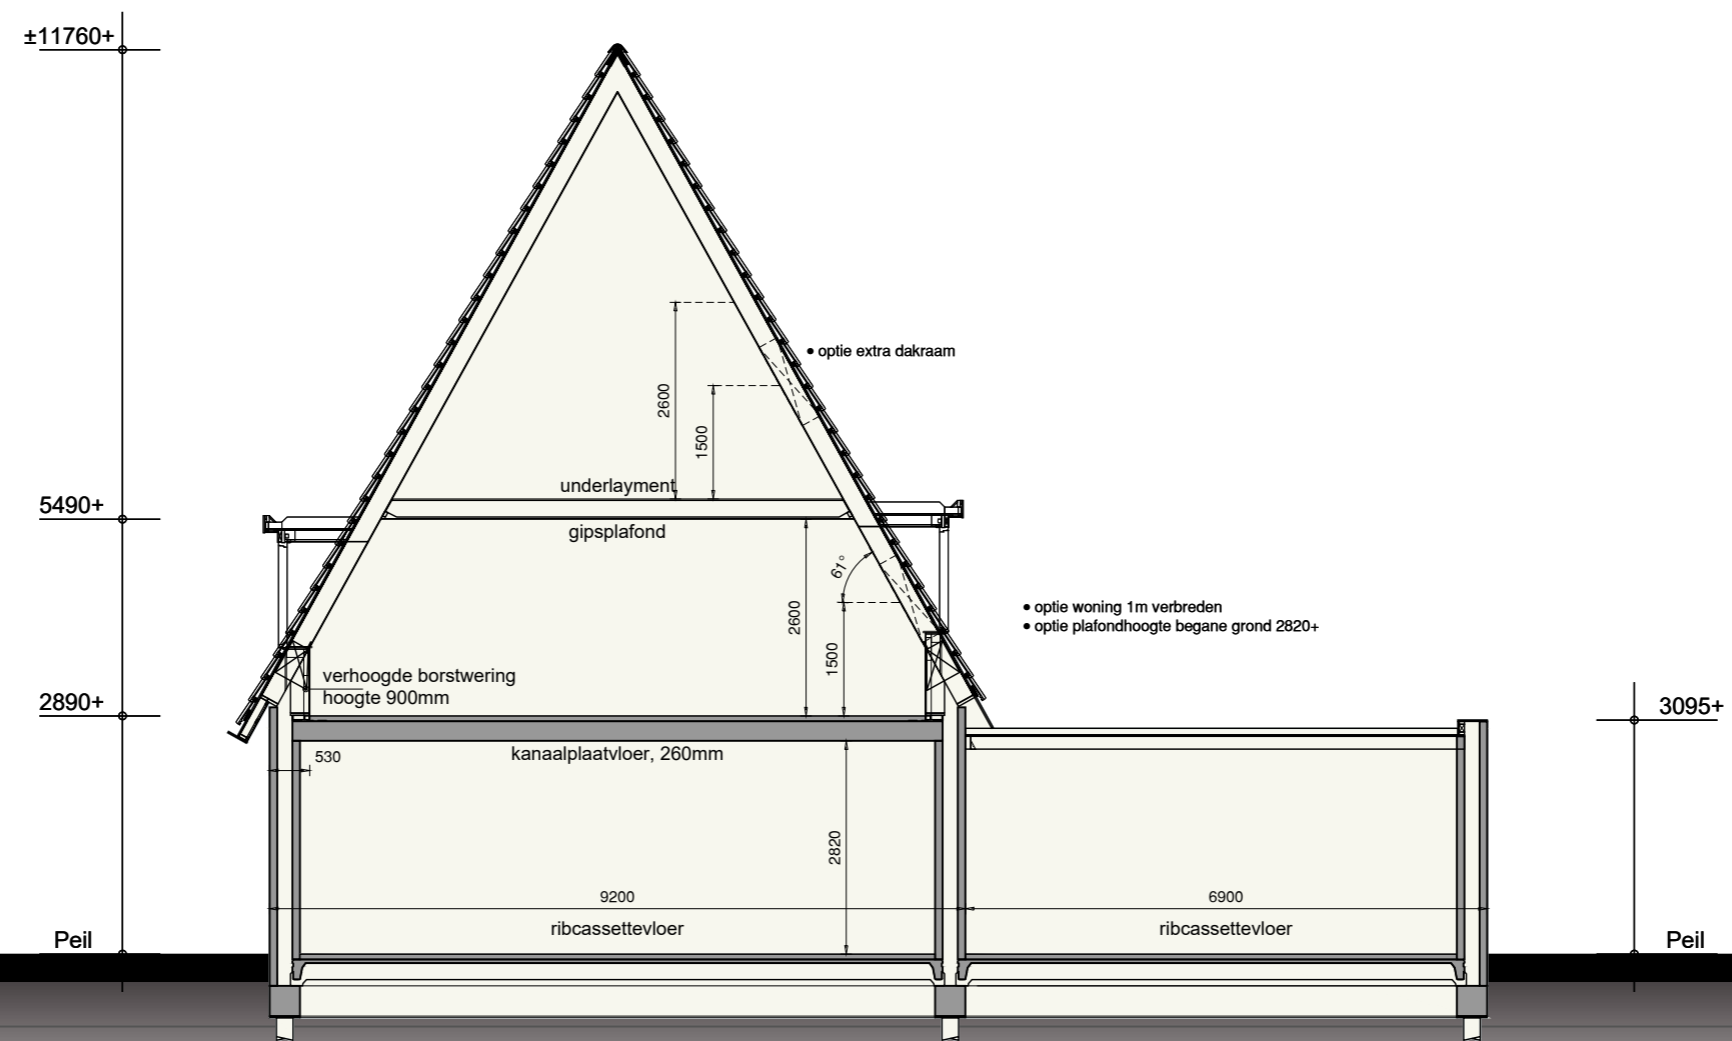 ±11760+
• optie extra dakraam
2600
1500
underlayment
5490+
gipsplafond
61°
2600
1500
• optie woning 1m verbreden
• optie plafondhoogte begane grond 2820+
verhoogde borstwering
hoogte 900mm
2890+
3095+
530
kanaalplaatvloer, 260mm
2820
9200
6900
ribcassettevloer
ribcassettevloer
Peil
Peil